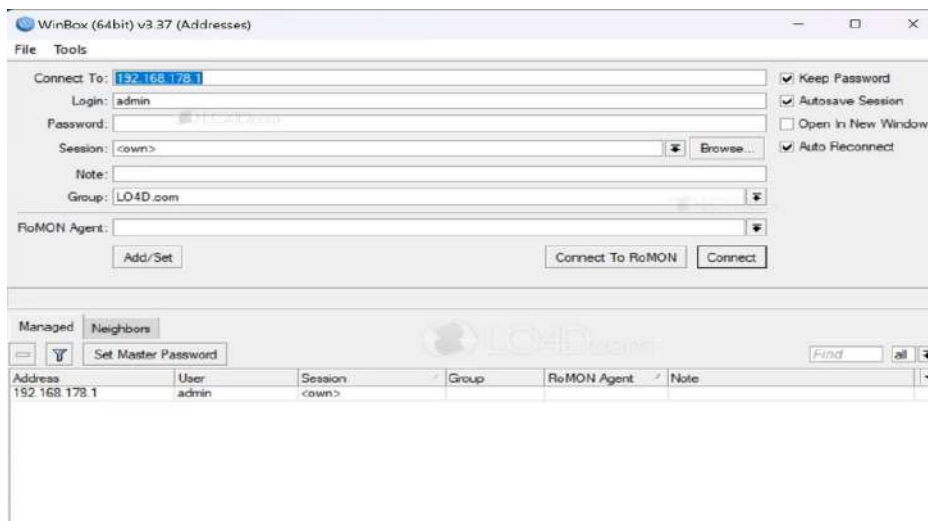 WinBox (64bit) v3.37 (Addresses)
File Tools
Connect To: 192.168.178.1 Keep Password
Login: admin Autosave Session
Password: Open In New Window
Session: <own> Browse... Auto Reconnect
Note:
Group: LO4D.com
RoMON Agent:
Add/Set Connect To RoMON Connect
Managed Neighbors
Set Master Password Find all
Address User Session Group RoMON Agent Note
192.168.178.1 admin <own>